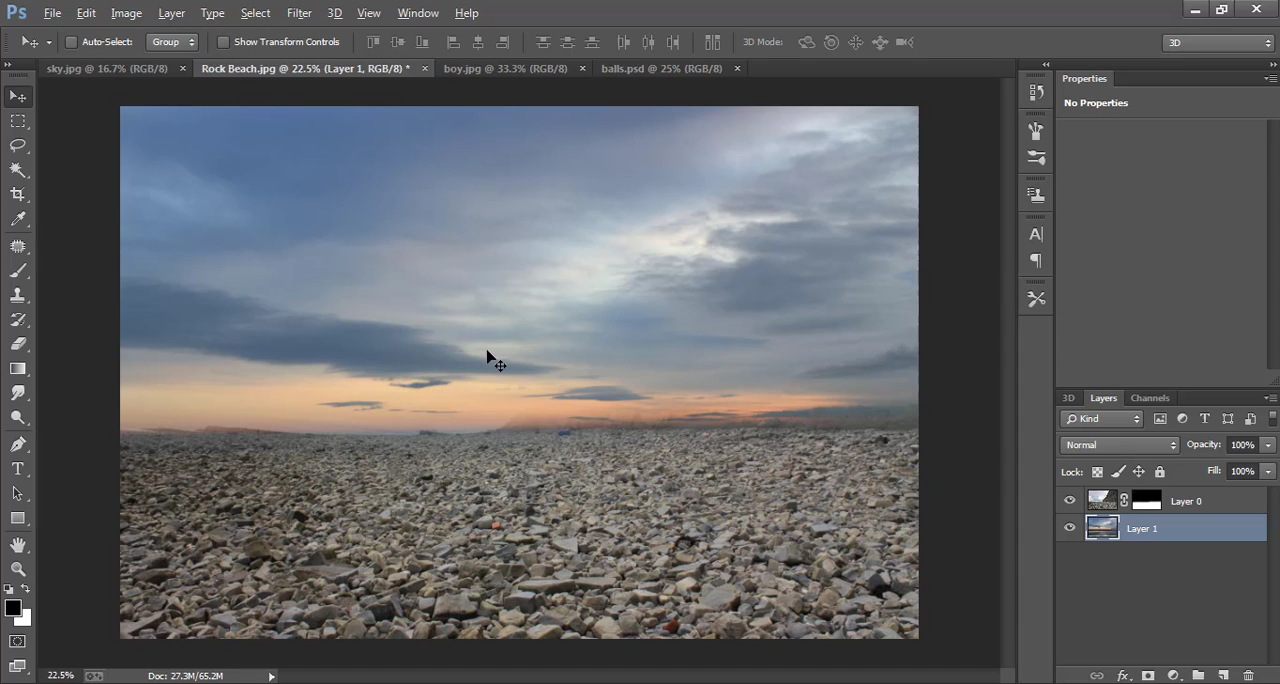 Ps File Edit Image Layer Type Select Filter 3D View Window Help
Auto-Select: Group Show Transform Controls 3D Mode: 3D
sky.jpg @ 16.7% (RGB/8) × Rock Beach.jpg @ 22.5% (Layer 1, RGB/8) * × boy.jpg @ 33.3% (RGB/8) × balls.psd @ 25% (RGB/8) ×
Properties
No Properties
3D Layers Channels
Kind
Normal Opacity: 100%
Lock: Fill: 100%
Layer 0
Layer 1
22.5% Doc: 27.3M/65.2M